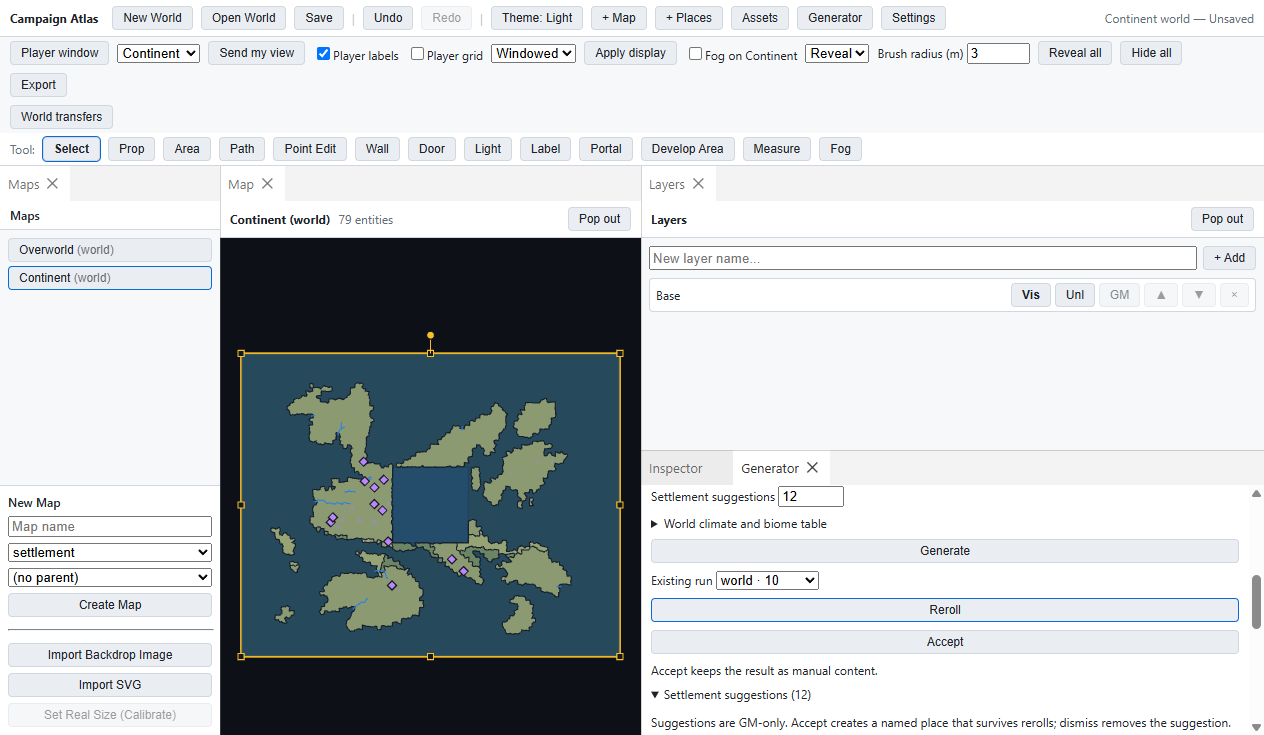 Campaign Atlas New World Open World Save | Undo Redo | Theme: Light + Map + Places Assets Generator Settings Continent world — Unsaved
Player window Continent Send my view Player labels Player grid Windowed Apply display Fog on Continent Reveal Brush radius (m) 3 Reveal all Hide all
Export
World transfers
Tool: Select Prop Area Path Point Edit Wall Door Light Label Portal Develop Area Measure Fog
Maps
Maps
Overworld (world)
Continent (world)
New Map
Map name
settlement
(no parent)
Create Map
Import Backdrop Image
Import SVG
Set Real Size (Calibrate)
Map
Continent (world) 79 entities Pop out
Layers
Layers Pop out
New layer name... + Add
Base Vis Unl GM ▲ ▼ ×
Inspector Generator
Settlement suggestions 12
World climate and biome table
Generate
Existing run world · 10
Reroll
Accept
Accept keeps the result as manual content.
Settlement suggestions (12)
Suggestions are GM-only. Accept creates a named place that survives rerolls; dismiss removes the suggestion.